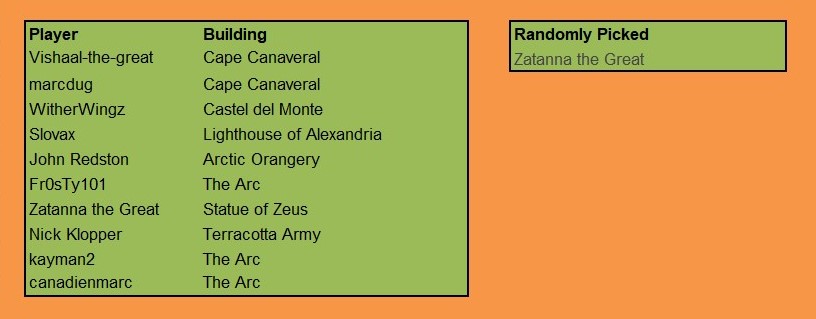 Player Building
Vishaal-the-great Cape Canaveral
marcdug Cape Canaveral
WitherWingz Castel del Monte
Slovax Lighthouse of Alexandria
John Redston Arctic Orangery
Fr0sTy101 The Arc
Zatanna the Great Statue of Zeus
Nick Klopper Terracotta Army
kayman2 The Arc
canadienmarc The Arc
Randomly Picked
Zatanna the Great